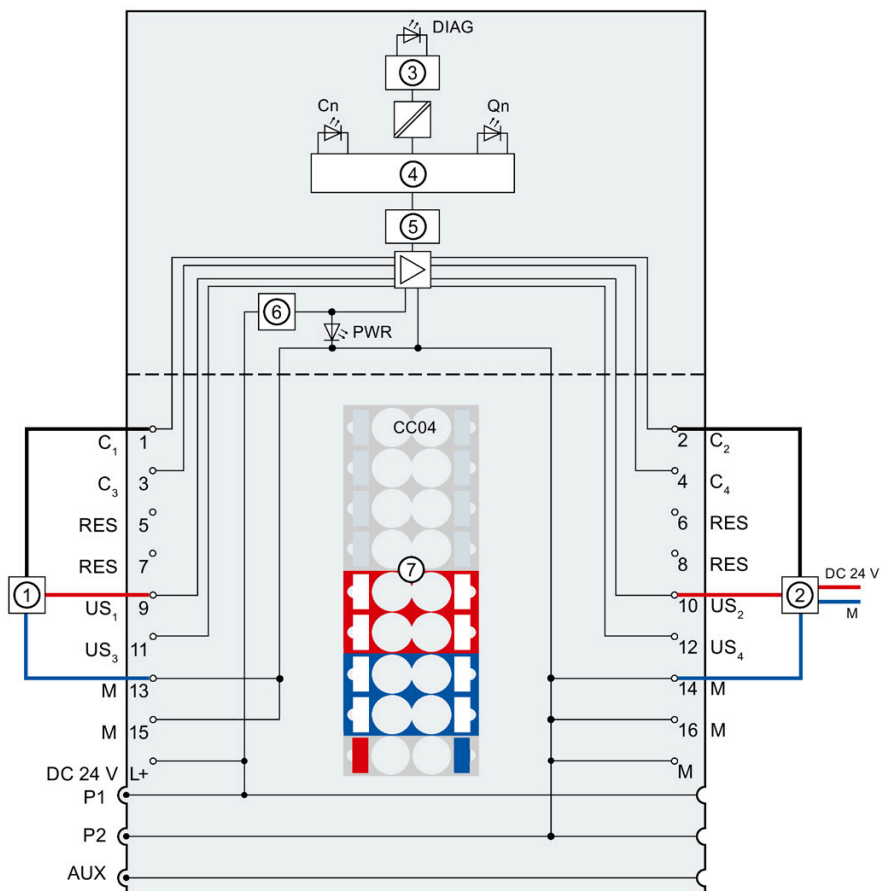 DIAG
3
Cn
Qn
4
5
6
PWR
CC04
C₁
1
2
C₂
C₃
3
4
C₄
RES
5
6
RES
RES
7
8
RES
7
DC 24 V
1
US₁
9
10
US₂
2
M
US₃
11
12
US₄
M
13
14
M
M
15
16
M
DC 24 V
L+
M
P1
P2
AUX